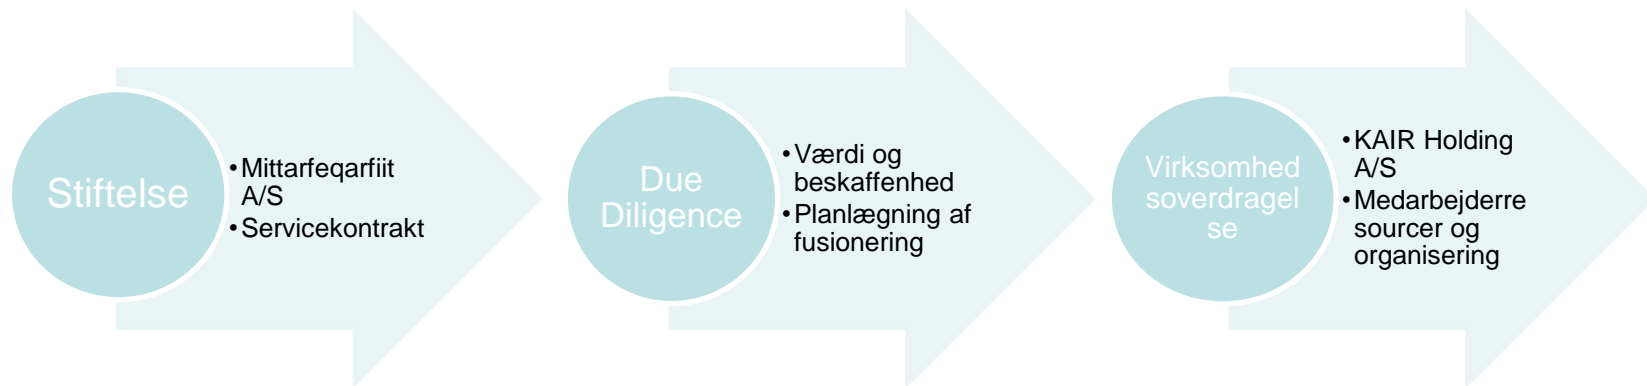 Stiftelse
•Mittarfeqarfiit
A/S
•Servicekontrakt
Due
Diligence
•Værdi og
beskaffenhed
•Planlægning af
fusionering
Virksomhed
soverdragel
se
•KAIR Holding
A/S
•Medarbejderre
sourcer og
organisering